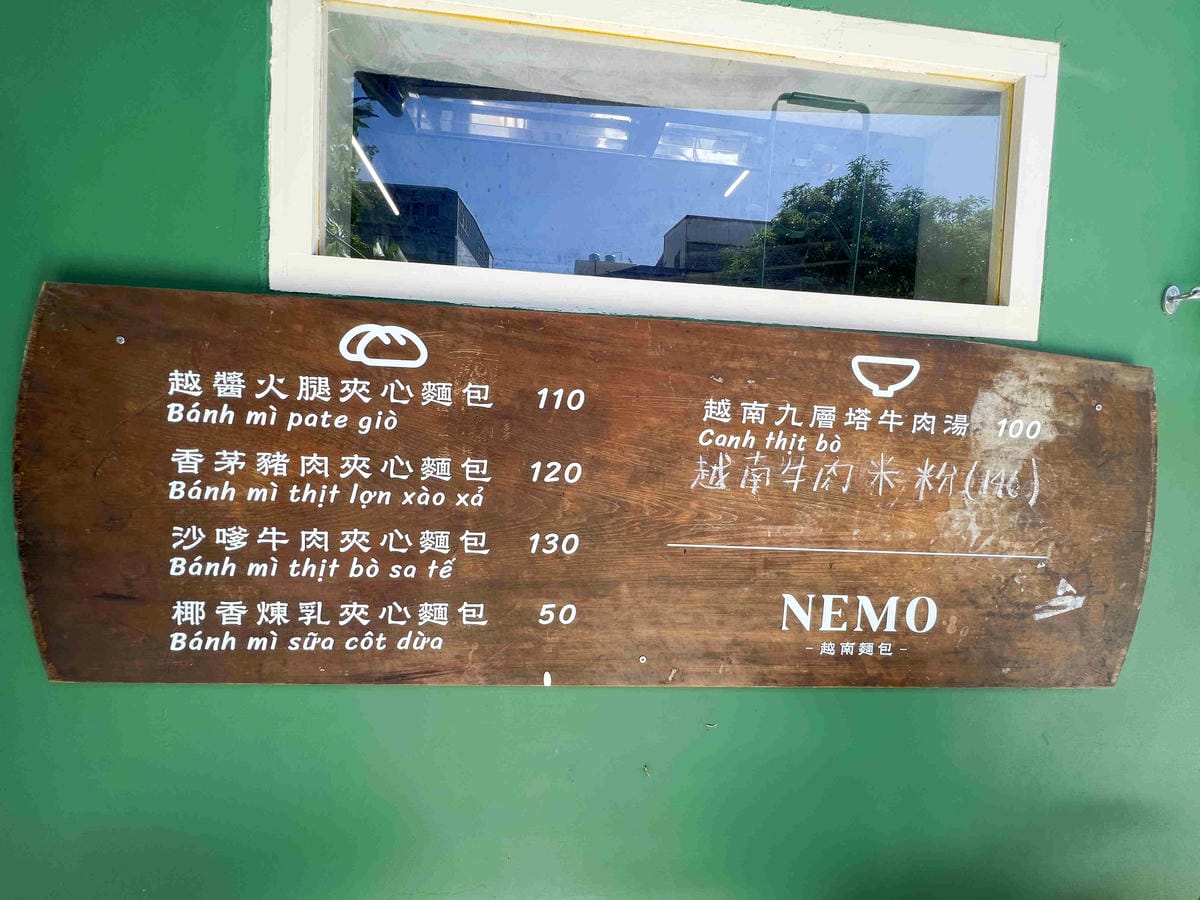 越醬火腿夾心麵包 110
Bánh mì pate giò
香茅豬肉夾心麵包 120
Bánh mì thịt lợn xào xả
沙嗲牛肉夾心麵包 130
Bánh mì thịt bò sa tế
椰香煉乳夾心麵包 50
Bánh mì sữa côt dừa
越南九層塔牛肉湯 100
Canh thịt bò
越南牛肉米粉(140)
NEMO
-越南麵包-